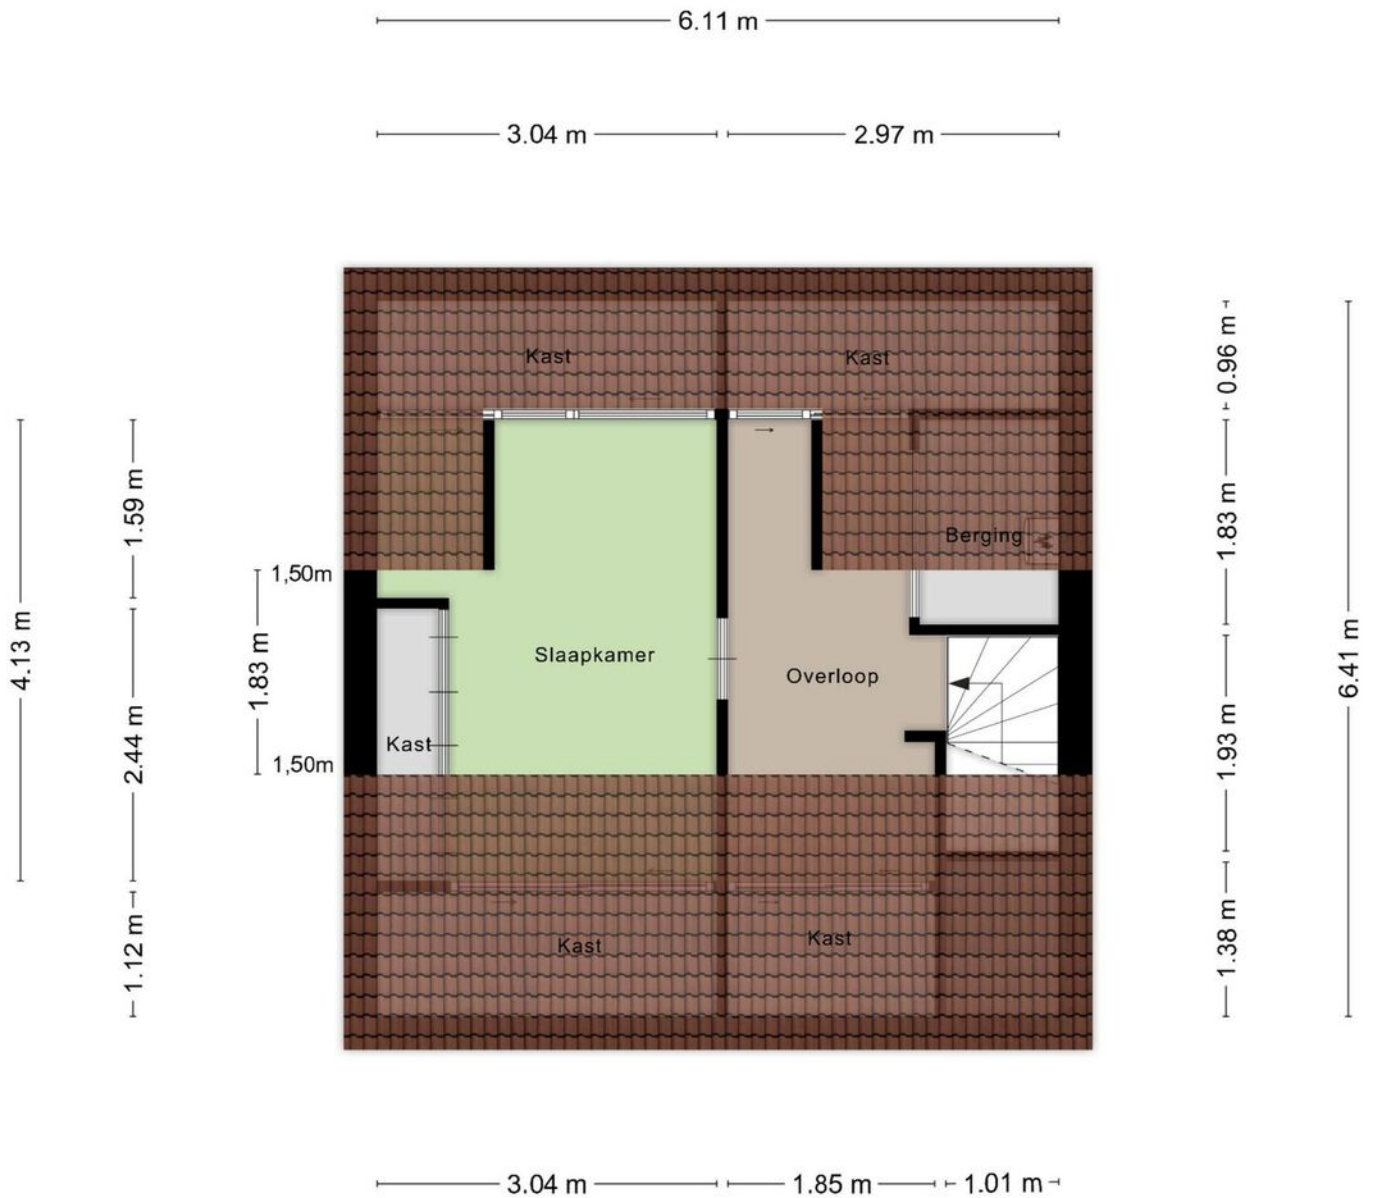 6.11 m
3.04 m
2.97 m
Kast
Kast
0.96 m
1.59 m
1.83 m
Berging
1,50m
4.13 m
1.83 m
6.41 m
Slaapkamer
Overloop
2.44 m
1.93 m
Kast
1,50m
1.12 m
Kast
Kast
1.38 m
3.04 m
1.85 m
1.01 m